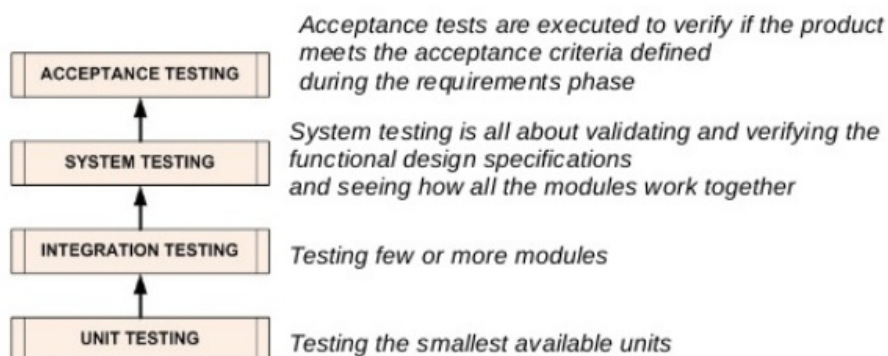 Acceptance tests are executed to verify if the product
meets the acceptance criteria defined
during the requirements phase
ACCEPTANCE TESTING
System testing is all about validating and verifying the
functional design specifications
and seeing how all the modules work together
SYSTEM TESTING
INTEGRATION TESTING
Testing few or more modules
UNIT TESTING
Testing the smallest available units